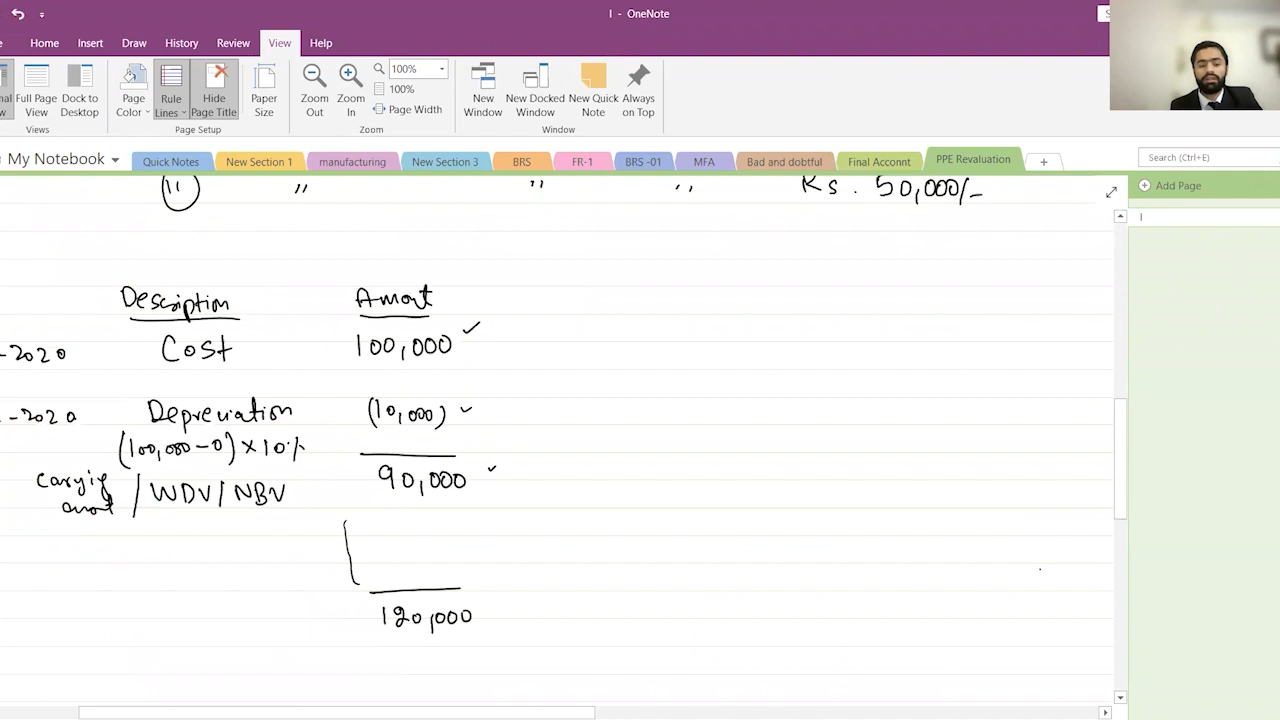 I - OneNote
Home Insert Draw History Review View Help
Full Page View
Dock to Desktop
Views
Page Color
Rule Lines
Hide Page Title
Paper Size
Page Setup
Zoom Out
Zoom In
100%
100%
Page Width
Zoom
New Window
New Docked Window
New Quick Note
Always on Top
Window
My Notebook
Quick Notes
New Section 1
manufacturing
New Section 3
BRS
FR-1
BRS -01
MFA
Bad and dobtful
Final Acconnt
PPE Revaluation
Search (Ctrl+E)
Add Page
I
(ii) " " " Rs. 50,000/-
Description Amount
-2020 Cost 100,000
-2020 Depreciation (10,000)
(100,000-0) × 10%
90,000
Carrying amount / WDV / NBV
120,000